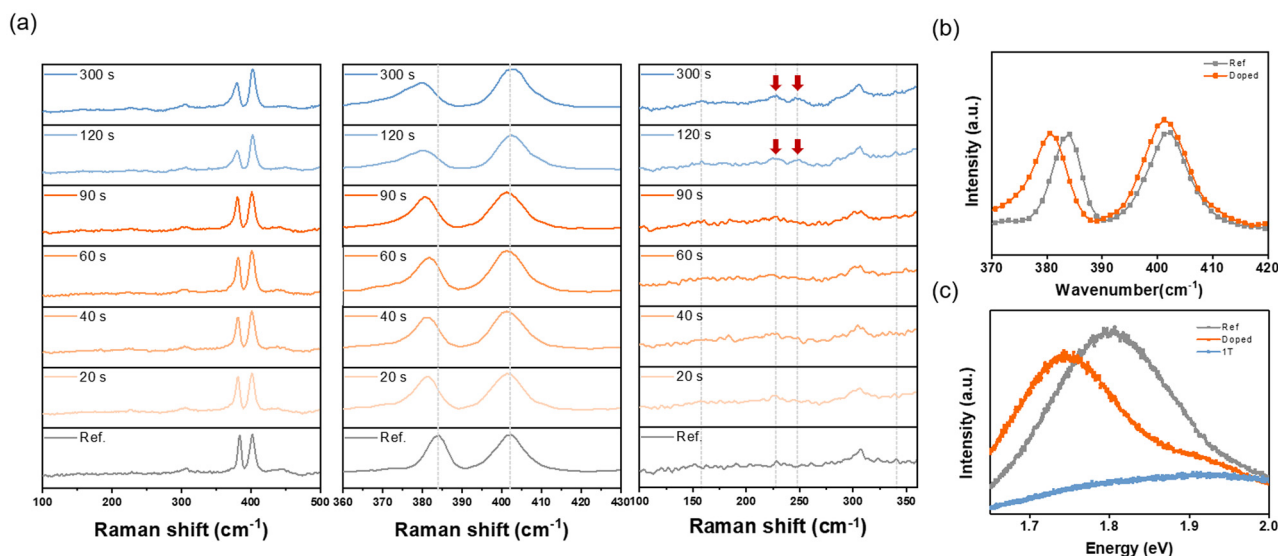 (a)
300 s
120 s
90 s
60 s
40 s
20 s
Ref.
100 200 300 400 500
Raman shift (cm-1)
300 s
120 s
90 s
60 s
40 s
20 s
Ref.
360 380 390 400 410 420 430
Raman shift (cm-1)
300 s
120 s
90 s
60 s
40 s
20 s
Ref.
100 150 200 250 300 350
Raman shift (cm-1)
(b)
Ref
Doped
Intensity (a.u.)
370 380 390 400 410 420
Wavenumber(cm-1)
(c)
Ref
Doped
1T
Intensity (a.u.)
1.7 1.8 1.9 2.0
Energy (eV)